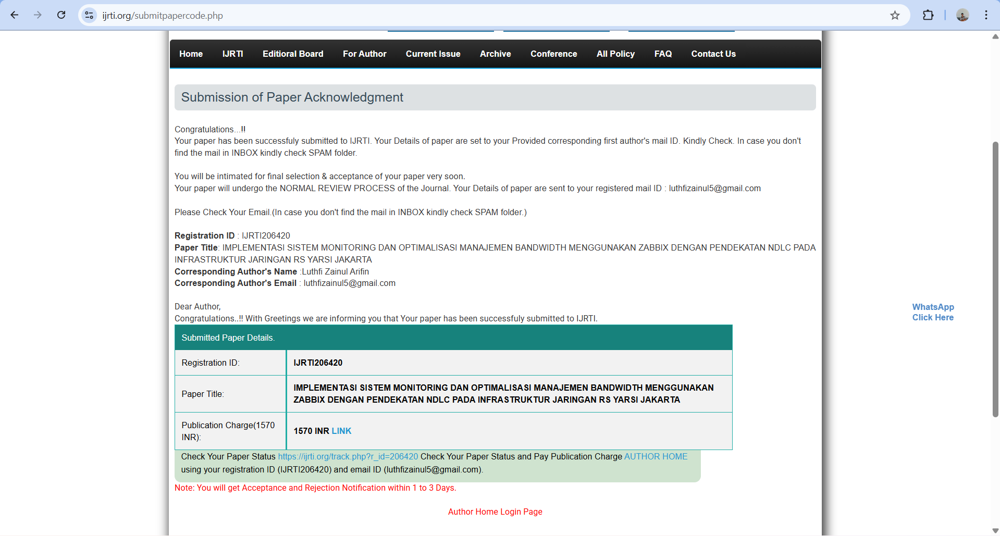 ijrti.org/submitpapercode.php
Home IJRTI Editioral Board For Author Current Issue Archive Conference All Policy FAQ Contact Us
Submission of Paper Acknowledgment
Congratulations...!!
Your paper has been successfuly submitted to IJRTI. Your Details of paper are set to your Provided corresponding first author's mail ID. Kindly Check. In case you don't
find the mail in INBOX kindly check SPAM folder.
You will be intimated for final selection & acceptance of your paper very soon.
Your paper will undergo the NORMAL REVIEW PROCESS of the Journal. Your Details of paper are sent to your registered mail ID : luthfizainul5@gmail.com
Please Check Your Email.(In case you don't find the mail in INBOX kindly check SPAM folder.)
Registration ID : IJRTI206420
Paper Title: IMPLEMENTASI SISTEM MONITORING DAN OPTIMALISASI MANAJEMEN BANDWIDTH MENGGUNAKAN ZABBIX DENGAN PENDEKATAN NDLC PADA
INFRASTRUKTUR JARINGAN RS YARSI JAKARTA
Corresponding Author's Name :Luthfi Zainul Arifin
Corresponding Author's Email : luthfizainul5@gmail.com
Dear Author,
Congratulations..!! With Greetings we are informing you that Your paper has been successfuly submitted to IJRTI.
Submitted Paper Details.
Registration ID: IJRTI206420
Paper Title: IMPLEMENTASI SISTEM MONITORING DAN OPTIMALISASI MANAJEMEN BANDWIDTH MENGGUNAKAN
ZABBIX DENGAN PENDEKATAN NDLC PADA INFRASTRUKTUR JARINGAN RS YARSI JAKARTA
Publication Charge(1570
INR): 1570 INR LINK
Check Your Paper Status https://ijrti.org/track.php?r_id=206420 Check Your Paper Status and Pay Publication Charge AUTHOR HOME
using your registration ID (IJRTI206420) and email ID (luthfizainul5@gmail.com).
Note: You will get Acceptance and Rejection Notification within 1 to 3 Days.
Author Home Login Page
WhatsApp
Click Here